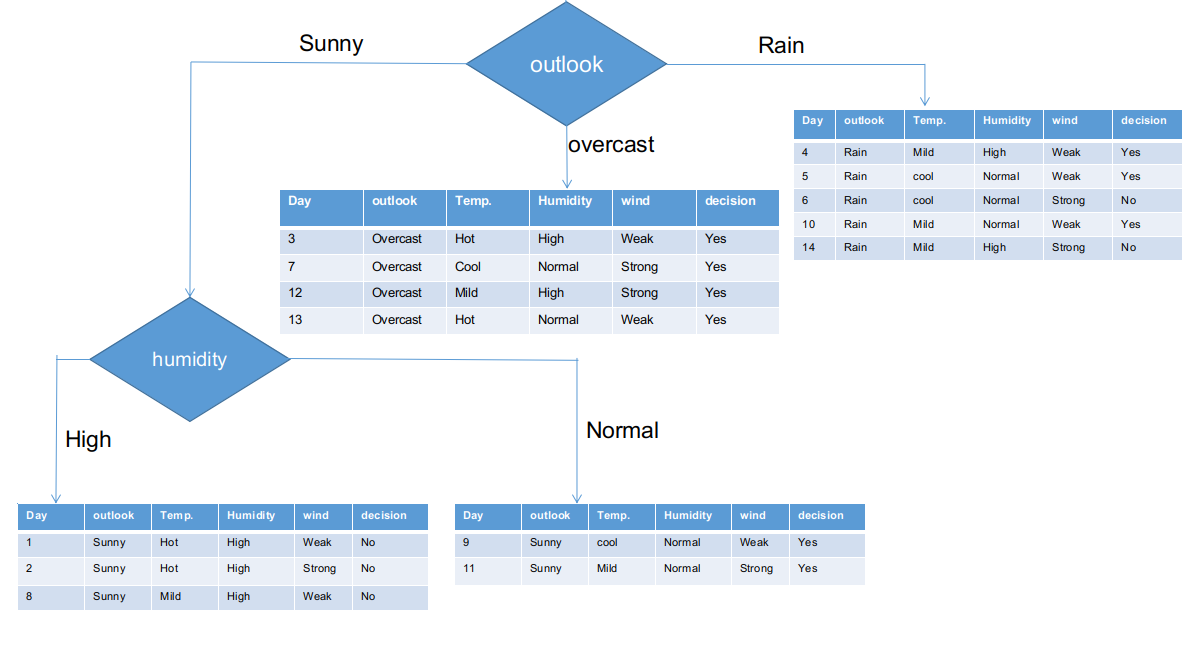 Sunny
outlook
Rain
overcast
Day outlook Temp. Humidity wind decision
4 Rain Mild High Weak Yes
5 Rain cool Normal Weak Yes
6 Rain cool Normal Strong No
10 Rain Mild Normal Weak Yes
14 Rain Mild High Strong No
Day outlook Temp. Humidity wind decision
3 Overcast Hot High Weak Yes
7 Overcast Cool Normal Strong Yes
12 Overcast Mild High Strong Yes
13 Overcast Hot Normal Weak Yes
humidity
High
Normal
Day outlook Temp. Humidity wind decision
1 Sunny Hot High Weak No
2 Sunny Hot High Strong No
8 Sunny Mild High Weak No
Day outlook Temp. Humidity wind decision
9 Sunny cool Normal Weak Yes
11 Sunny Mild Normal Strong Yes